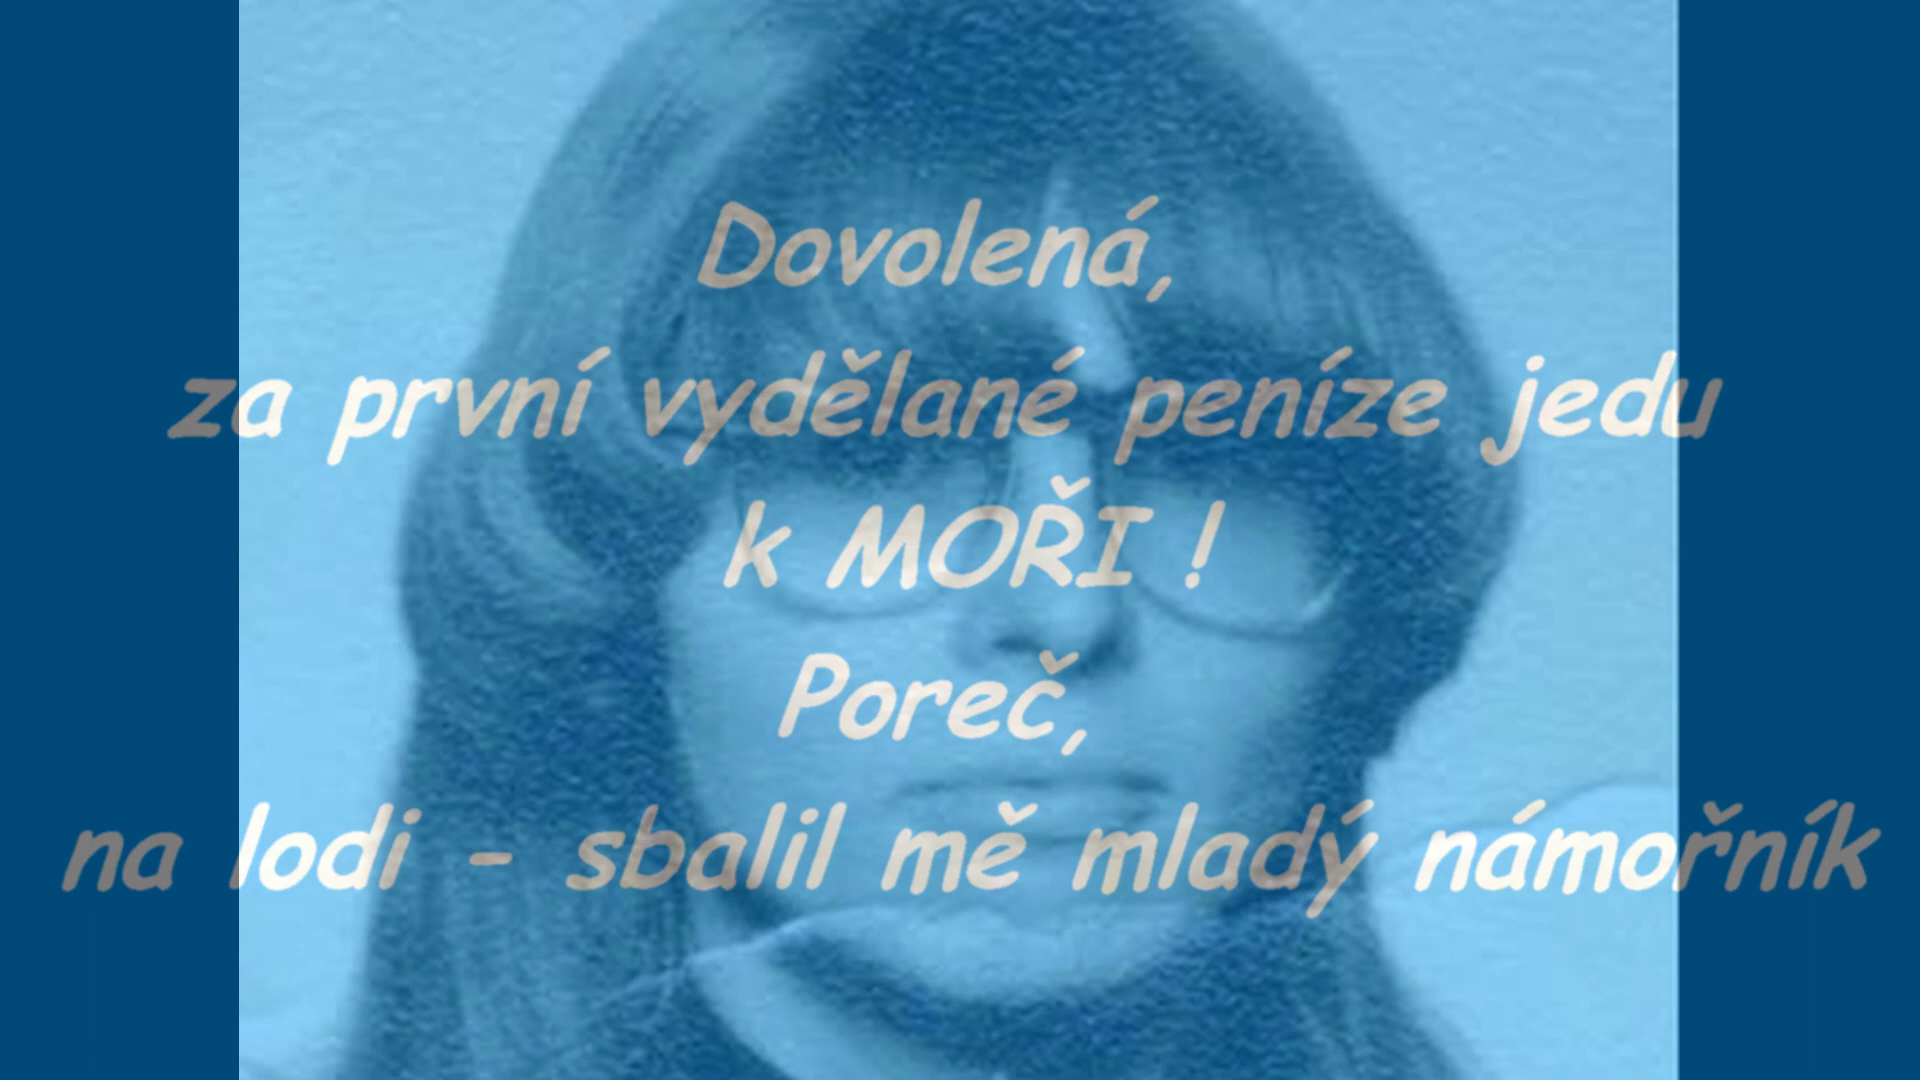 Dovolená,
za první vydělané peníze jedu
k MOŘI !
Poreč,
na lodi - sbalil mě mladý námořník